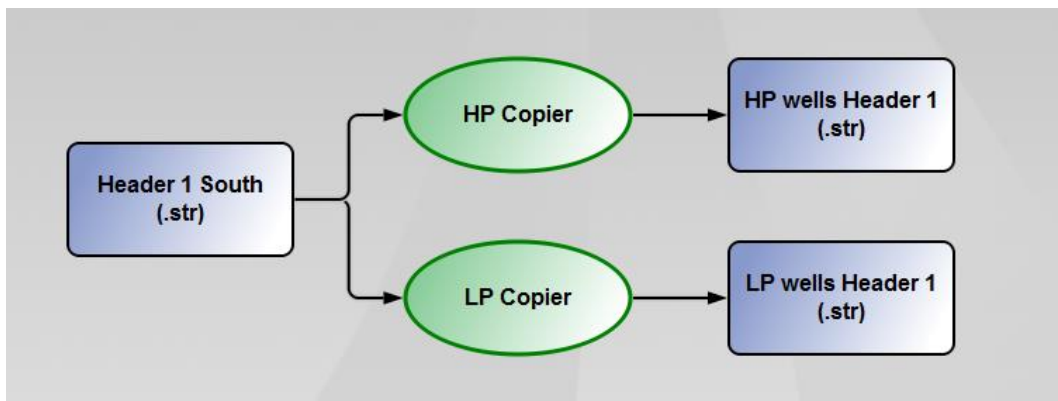 Header 1 South
(.str)
HP Copier
HP wells Header 1
(.str)
LP Copier
LP wells Header 1
(.str)